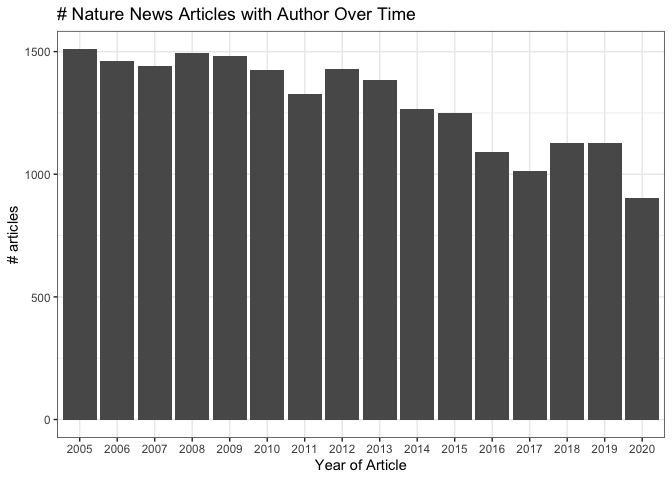 # Nature News Articles with Author Over Time
1500
1000
500
0
# articles
2005 2006 2007 2008 2009 2010 2011 2012 2013 2014 2015 2016 2017 2018 2019 2020
Year of Article